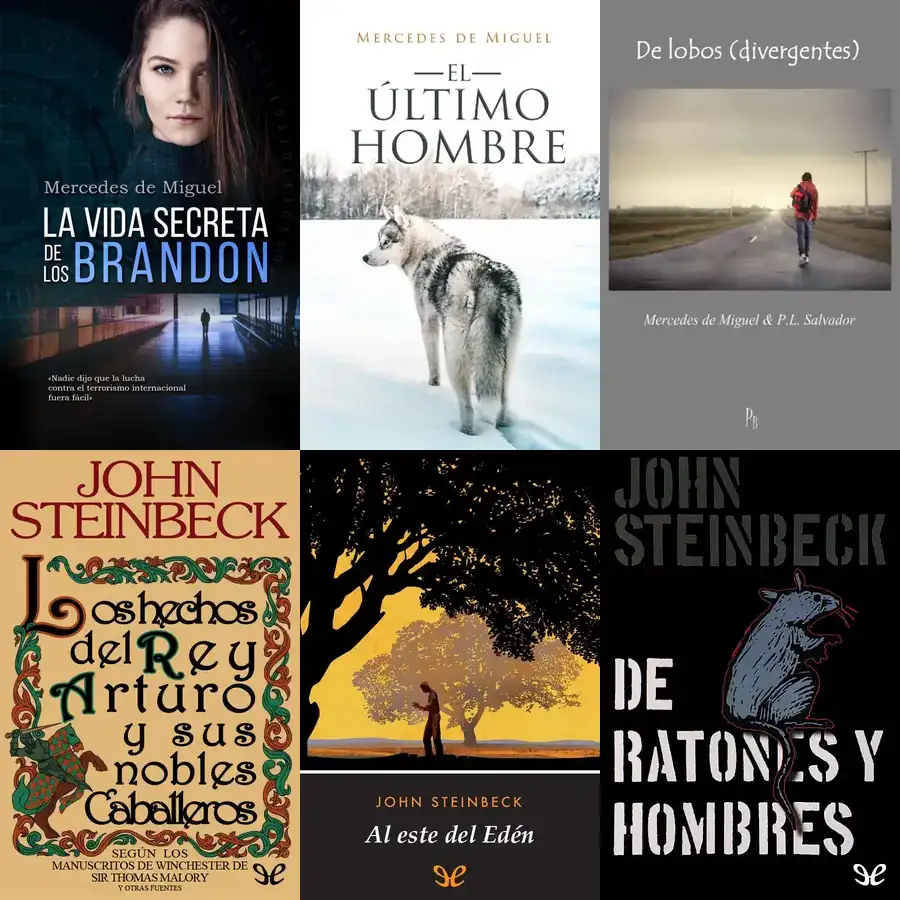 Mercedes de Miguel
LA VIDA SECRETA
DE
LOS BRANDON
«Nadie dijo que la lucha
contra el terrorismo internacional
fuera fácil»
MERCEDES DE MIGUEL
EL
ÚLTIMO
HOMBRE
De lobos (divergentes)
Mercedes de Miguel & P.L. Salvador
PB
JOHN
STEINBECK
Los hechos
del Rey
Arturo
y sus
nobles
Caballeros
SEGÚN LOS
MANUSCRITOS DE WINCHESTER DE
SIR THOMAS MALORY
Y OTRAS FUENTES
JOHN STEINBECK
Al este del Edén
JOHN
STEINBECK
DE
RATONES Y
HOMBRES